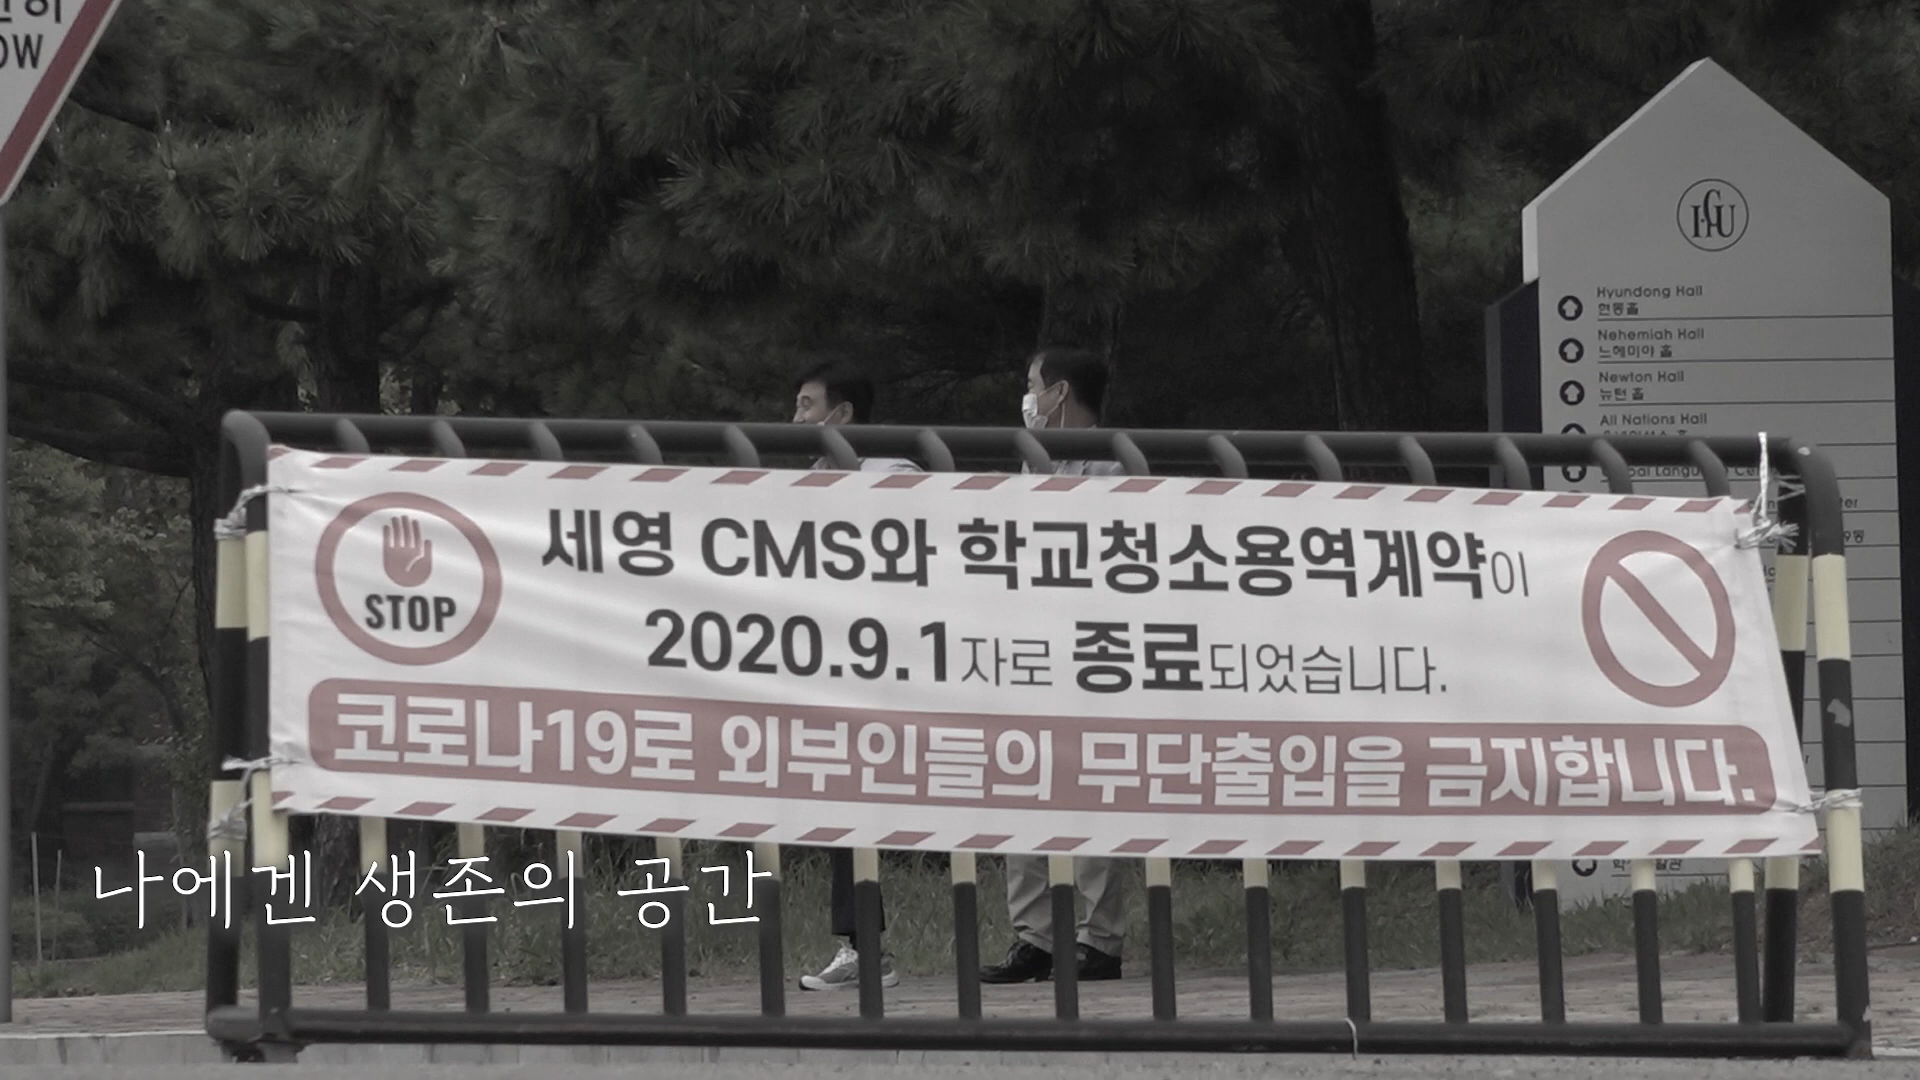 OW
HGU
Hyundong Hall
현동홀
Nehemiah Hall
느헤미야 홀
Newton Hall
뉴턴 홀
All Nations Hall
STOP
세영 CMS와 학교청소용역계약이
2020.9.1자로 종료되었습니다.
코로나19로 외부인들의 무단출입을 금지합니다.
나에겐 생존의 공간